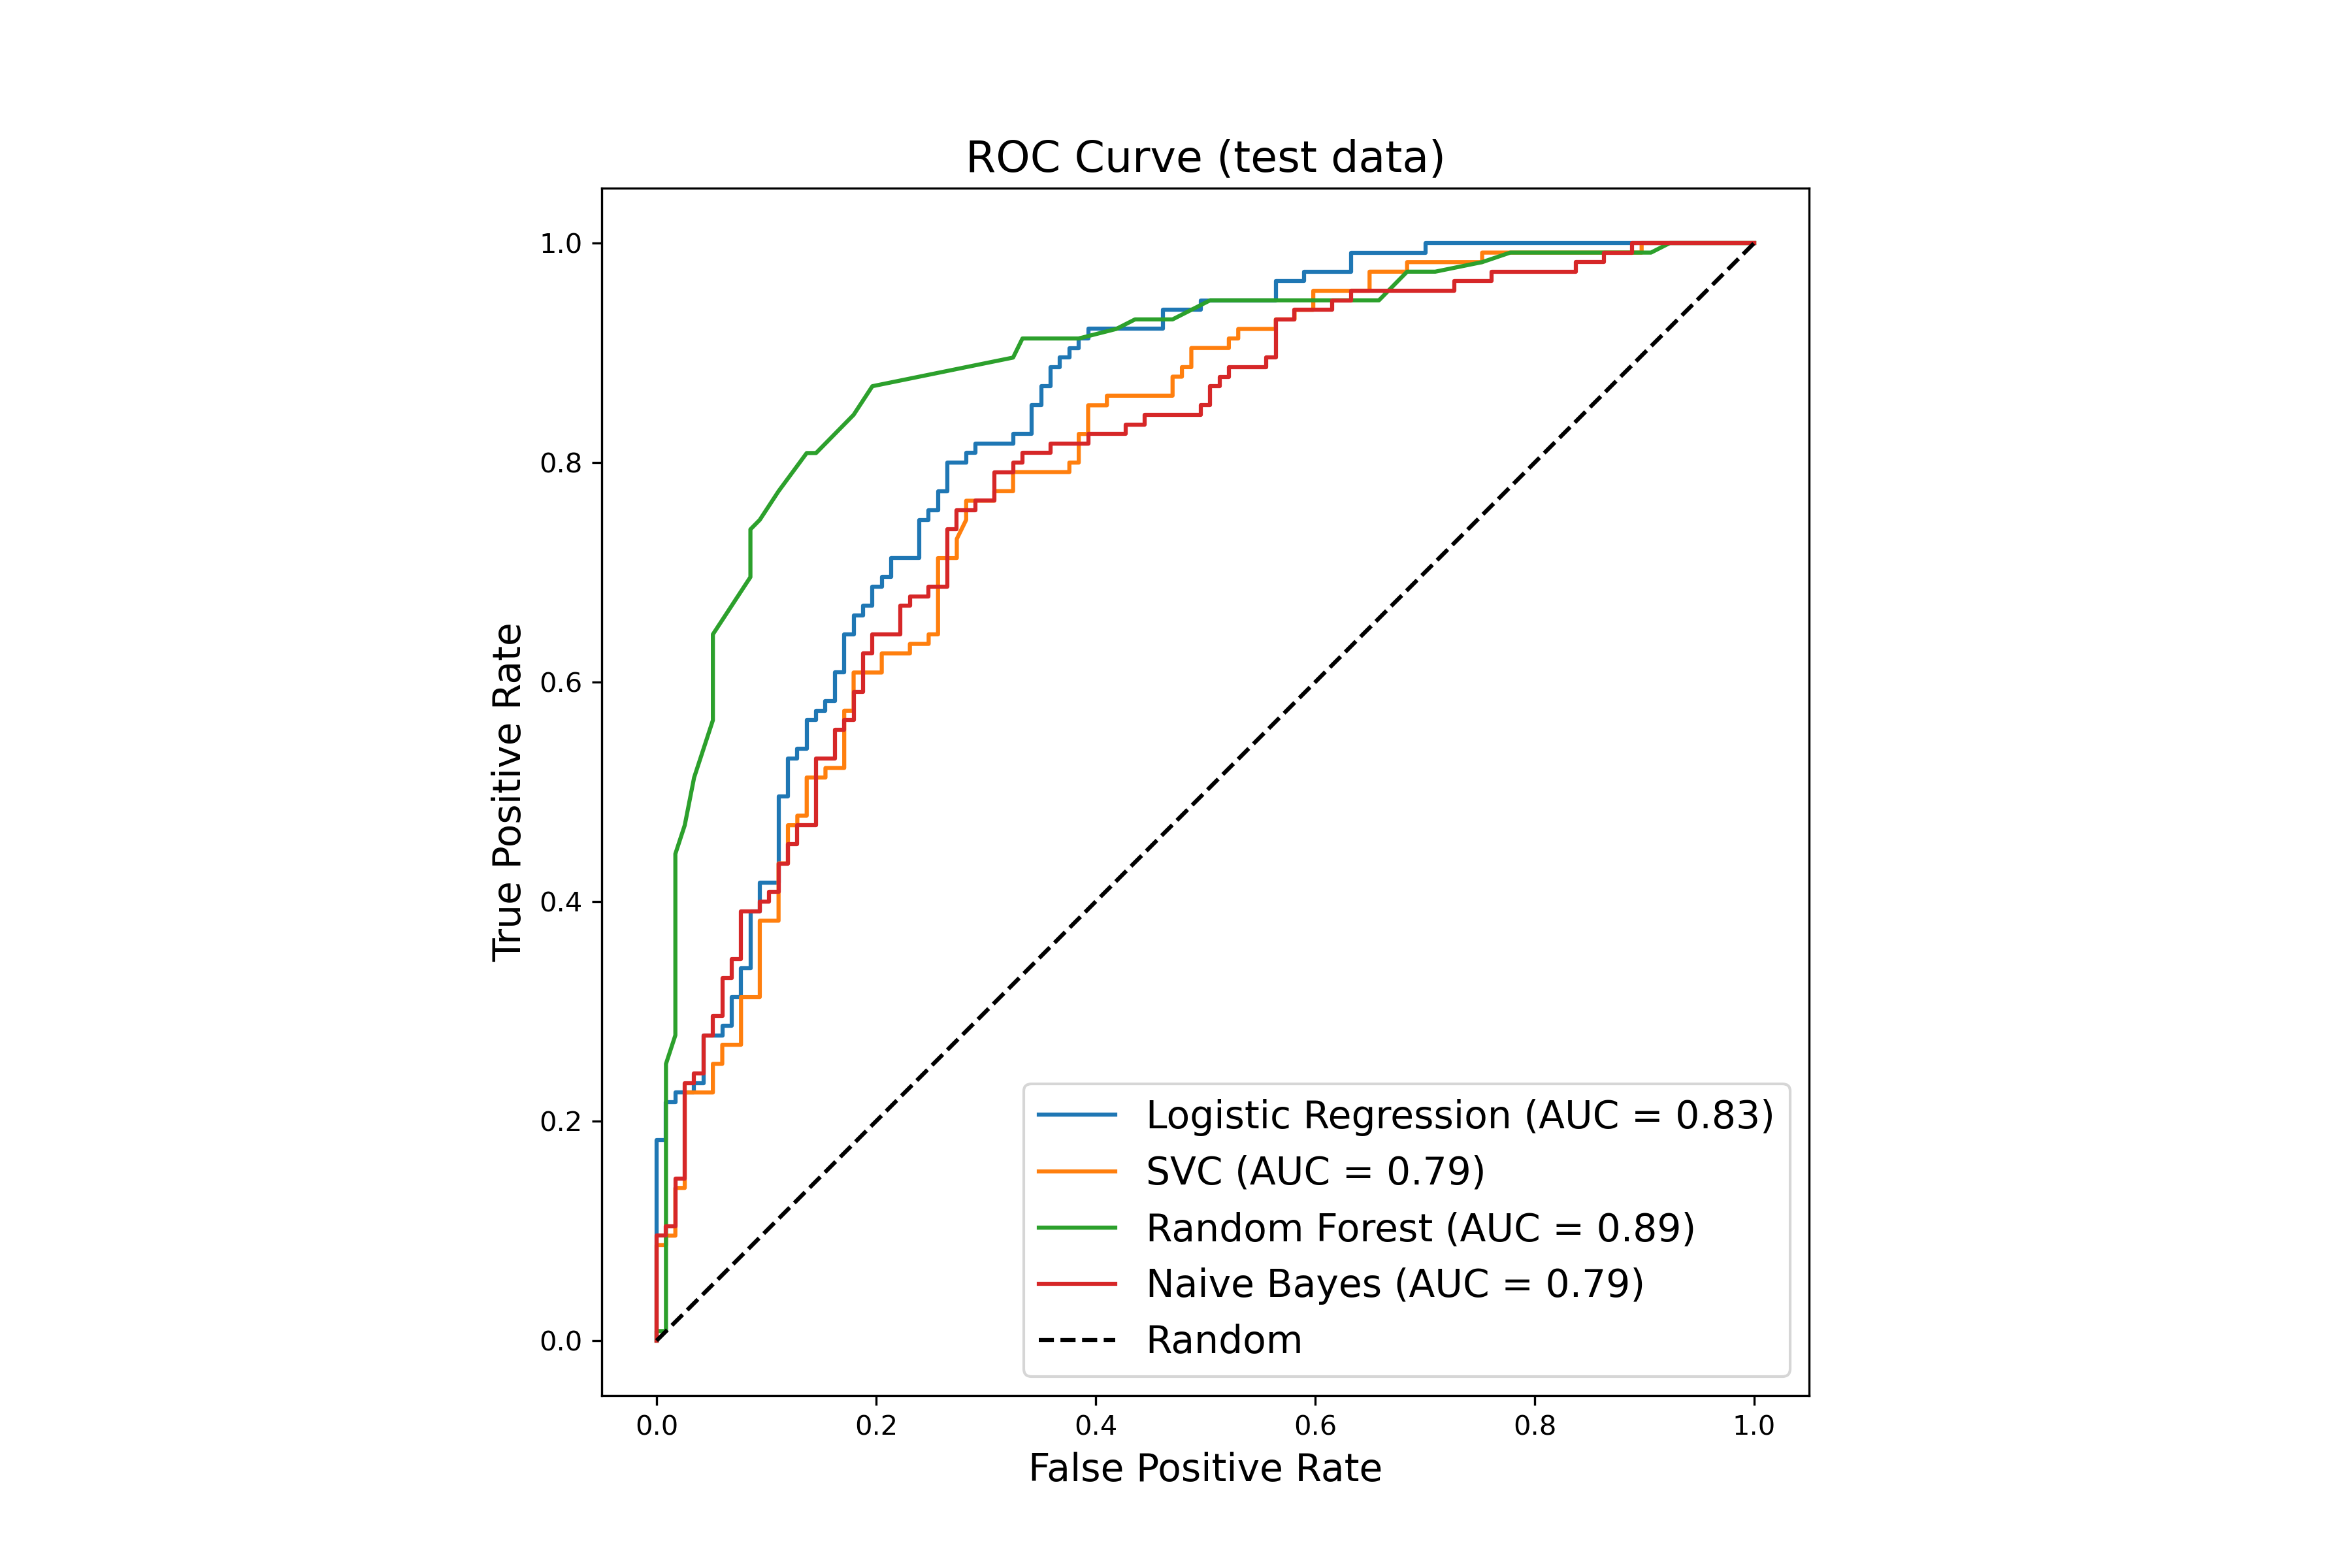 ROC Curve (test data)
True Positive Rate
1.0
0.8
0.6
0.4
0.2
0.0
Logistic Regression (AUC = 0.83)
SVC (AUC = 0.79)
Random Forest (AUC = 0.89)
Naive Bayes (AUC = 0.79)
Random
0.0 0.2 0.4 0.6 0.8 1.0
False Positive Rate